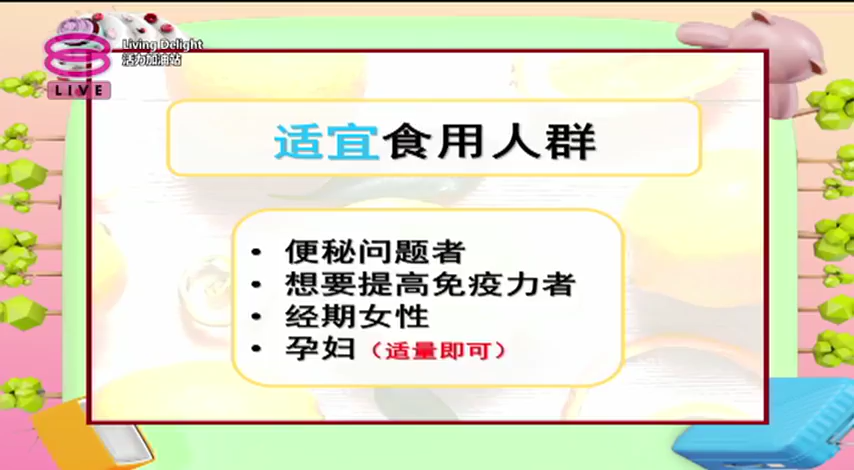 Living Delight
活力加油站
LIVE
适宜食用人群
• 便秘问题者
• 想要提高免疫力者
• 经期女性
• 孕妇（适量即可）